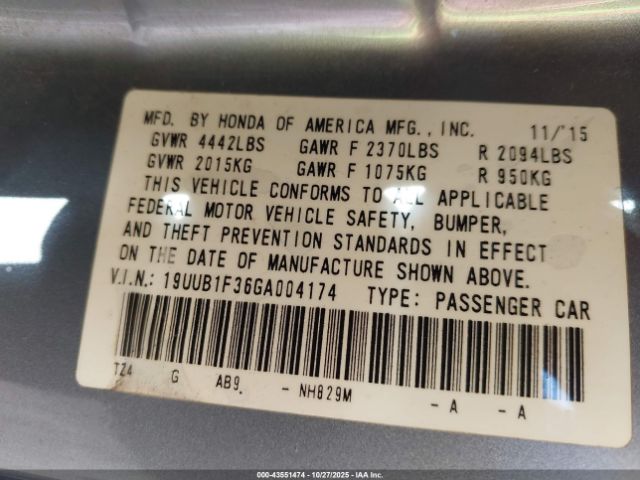 MFD. BY HONDA OF AMERICA MFG., INC. 11/'15
GVWR 4442LBS GAWR F 2370LBS R 2094LBS
GVWR 2015KG GAWR F 1075KG R 950KG
THIS VEHICLE CONFORMS TO ALL APPLICABLE
FEDERAL MOTOR VEHICLE SAFETY, BUMPER,
AND THEFT PREVENTION STANDARDS IN EFFECT
ON THE DATE OF MANUFACTURE SHOWN ABOVE.
V.I.N.: 19UUB1F36GA004174 TYPE: PASSENGER CAR
TZ4 G AB9. - NH829M - A - A
000-43551474 | 10/27/2025 | IAA Inc.